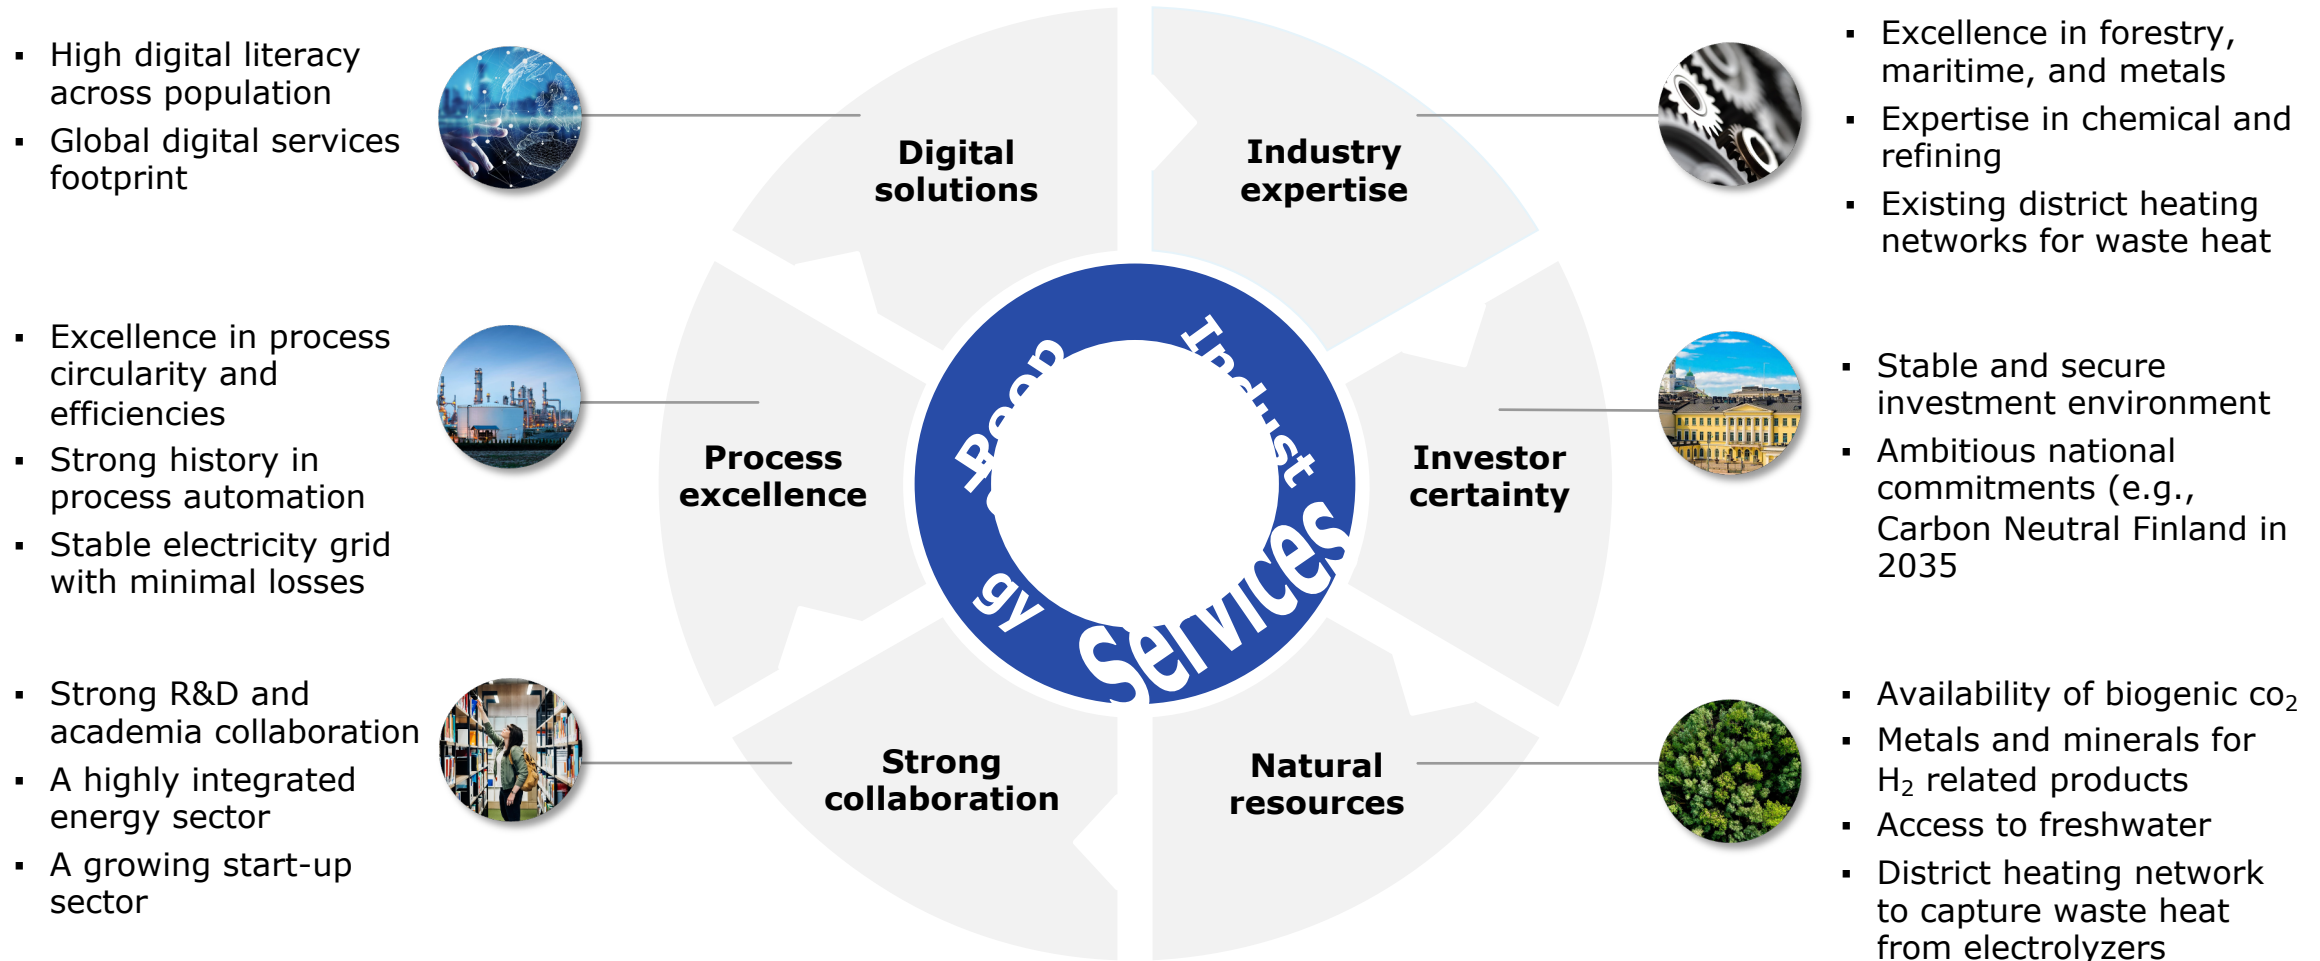 ▪ High digital literacy
across population
▪ Global digital services
footprint
Digital
solutions
Industry
expertise
▪ Excellence in forestry,
maritime, and metals
▪ Expertise in chemical and
refining
▪ Existing district heating
networks for waste heat
▪ Excellence in process
circularity and
efficiencies
▪ Strong history in
process automation
▪ Stable electricity grid
with minimal losses
Process
excellence
Indust
Services
gy
Investor
certainty
▪ Stable and secure
investment environment
▪ Ambitious national
commitments (e.g.,
Carbon Neutral Finland in
2035
▪ Strong R&D and
academia collaboration
▪ A highly integrated
energy sector
▪ A growing start-up
sector
Strong
collaboration
Natural
resources
▪ Availability of biogenic co₂
▪ Metals and minerals for
H₂ related products
▪ Access to freshwater
▪ District heating network
to capture waste heat
from electrolyzers